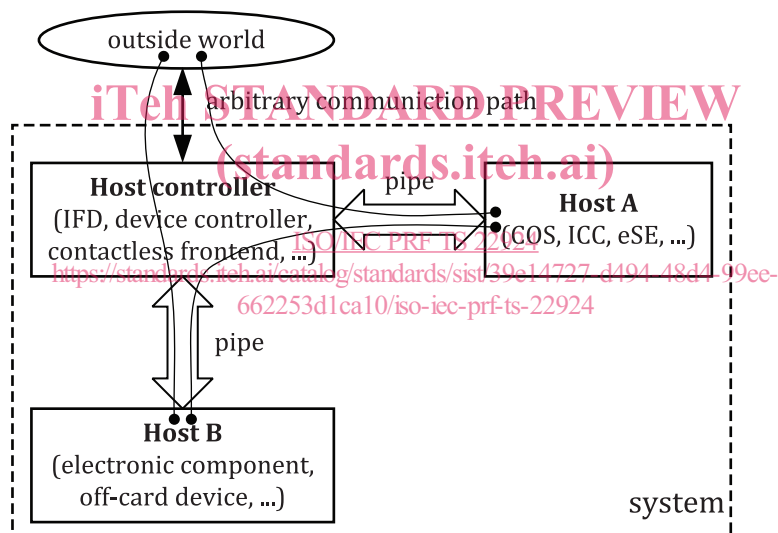 outside world
iTeh STANDARD PREVIEW
arbitrary communiction path
(standards.iteh.ai)
Host controller
(IFD, device controller,
contactless frontend, ...)
pipe
Host A
(COS, ICC, eSE, ...)
ISO/IEC PRF TS 22924
https://standards.iteh.ai/catalog/standards/sist/39e14727-d494-48d4-99ee-
662253d1ca10/iso-iec-prf-ts-22924
pipe
Host B
(electronic component,
off-card device, ...)
system